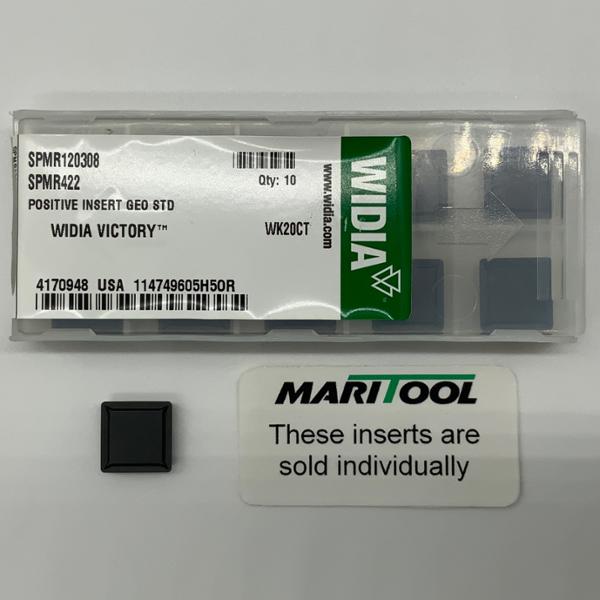 SPMR120308
SPMR422
Qty: 10
POSITIVE INSERT GEO STD
WIDIA VICTORY™
WK20CT
4170948 USA 114749605H50R
www.widia.com
WIDIA
MARITOOL
These inserts are
sold individually